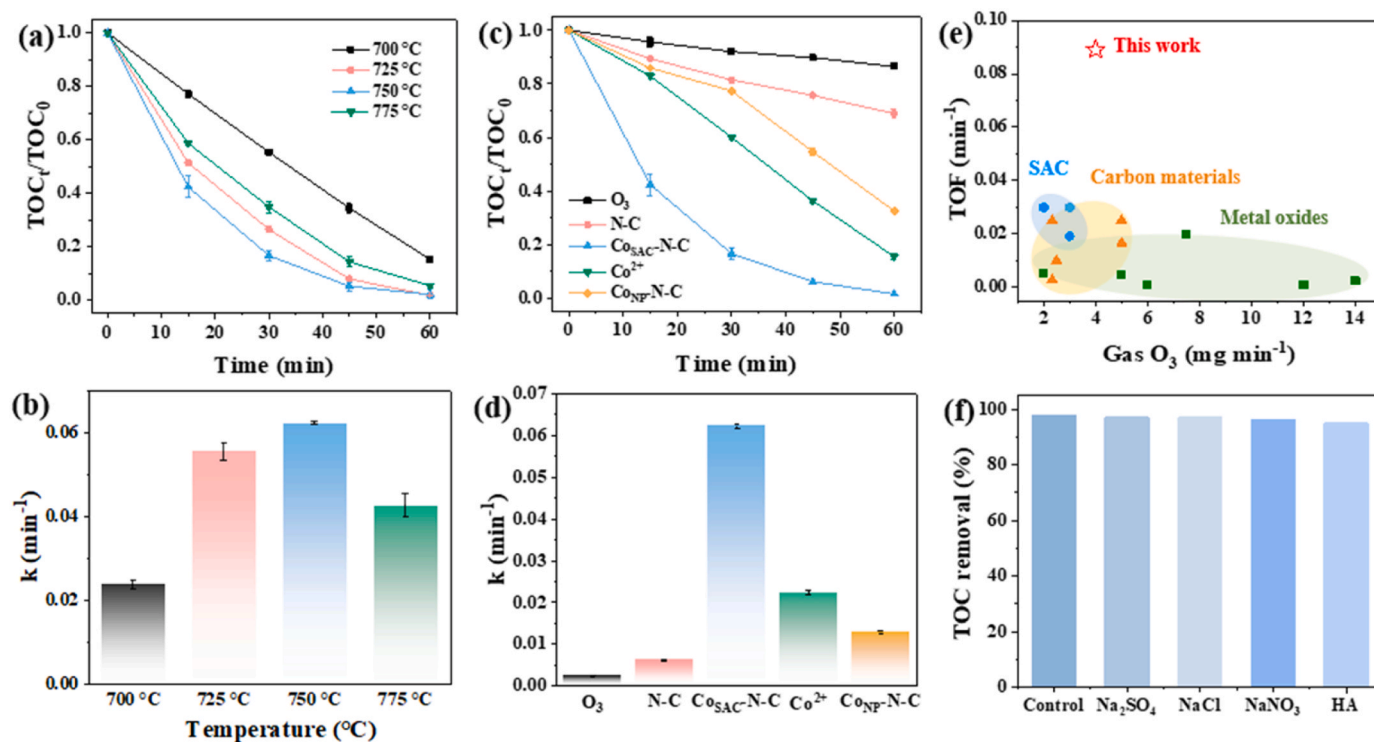 (a)
1.0
0.8
0.6
0.4
0.2
0.0
TOCₜ/TOC₀
700 °C
725 °C
750 °C
775 °C
0 10 20 30 40 50 60
Time (min)
(c)
1.0
0.8
0.6
0.4
0.2
0.0
TOCₜ/TOC₀
O₃
N-C
Co_SAC-N-C
Co²⁺
Co_NP-N-C
0 10 20 30 40 50 60
Time (min)
(e)
0.10
0.08
0.06
0.04
0.02
0.00
TOF (min⁻¹)
This work
SAC
Carbon materials
Metal oxides
2 4 6 8 10 12 14
Gas O₃ (mg min⁻¹)
(b)
0.06
0.04
0.02
0.00
k (min⁻¹)
700 °C 725 °C 750 °C 775 °C
Temperature (°C)
(d)
0.07
0.06
0.05
0.04
0.03
0.02
0.01
0.00
k (min⁻¹)
O₃ N-C Co_SAC-N-C Co²⁺ Co_NP-N-C
(f)
100
80
60
40
20
0
TOC removal (%)
Control Na₂SO₄ NaCl NaNO₃ HA